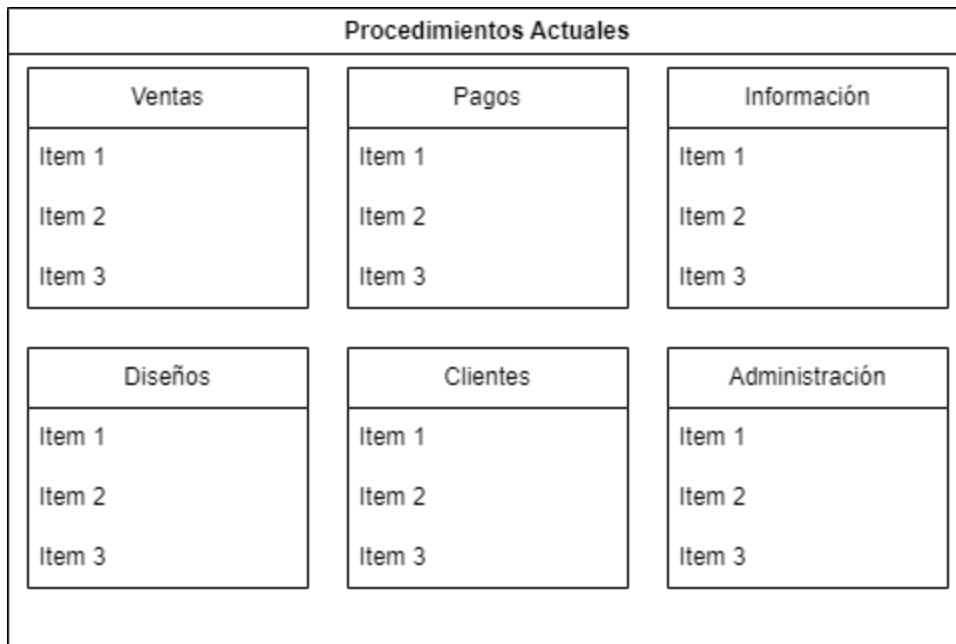 Procedimientos Actuales
Ventas
Item 1
Item 2
Item 3
Pagos
Item 1
Item 2
Item 3
Información
Item 1
Item 2
Item 3
Diseños
Item 1
Item 2
Item 3
Clientes
Item 1
Item 2
Item 3
Administración
Item 1
Item 2
Item 3